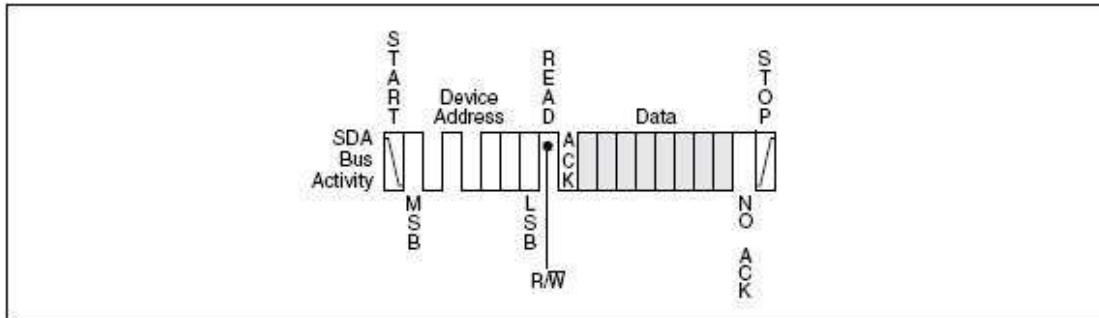 START
Device
Address
READ
Data
STOP
SDA
Bus
Activity
ACK
MSB
LSB
R/W̅
NO ACK